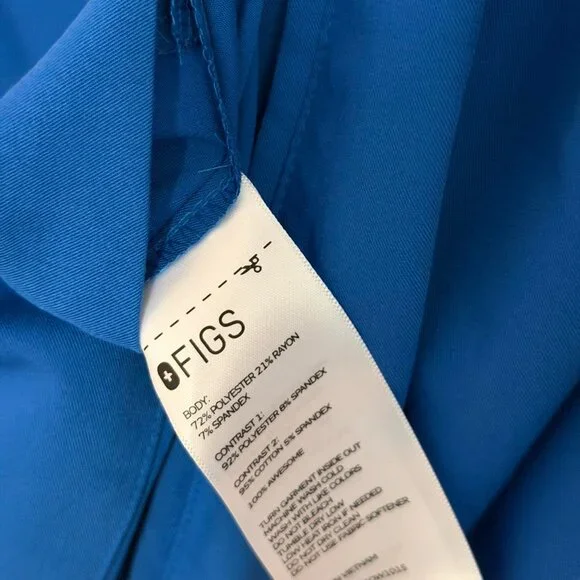 FIGS
BODY:
72% POLYESTER 21% RAYON
7% SPANDEX
CONTRAST 1:
92% POLYESTER 8% SPANDEX
CONTRAST 2:
95% COTTON 5% SPANDEX
100% AWESOME
TURN GARMENT INSIDE OUT
MACHINE WASH COLD
WASH WITH LIKE COLORS
DO NOT BLEACH
TUMBLE DRY LOW
LOW HEAT IRON IF NEEDED
DO NOT DRY CLEAN
DO NOT USE FABRIC SOFTENER
VIETNAM